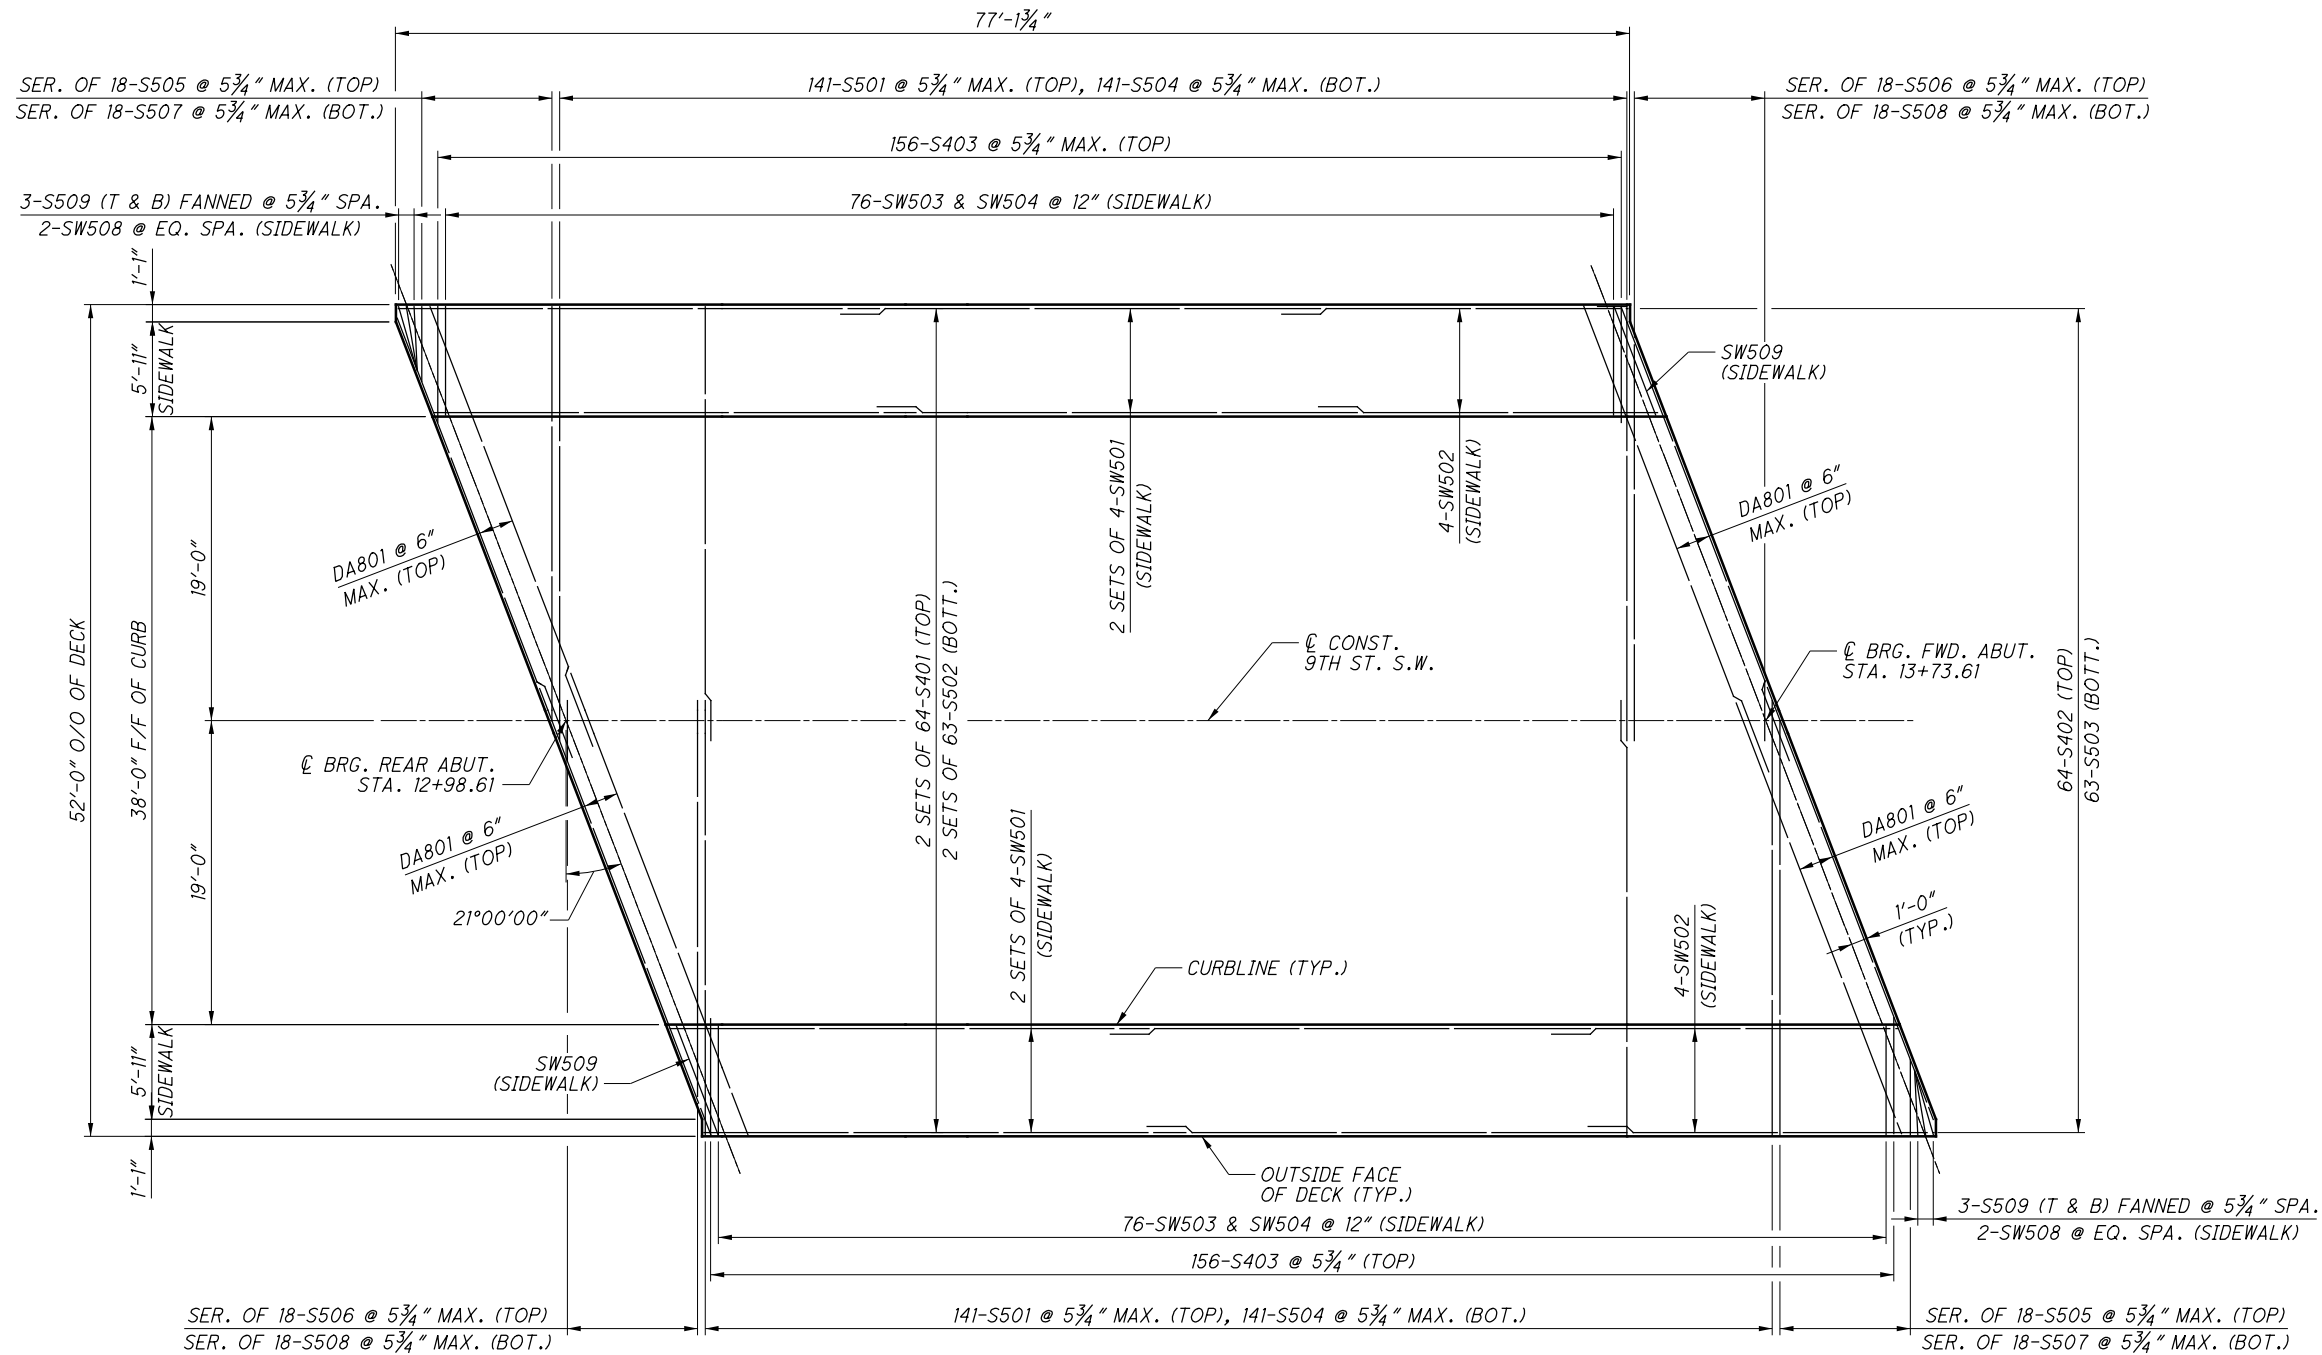 77'-1¾"
SER. OF 18-S505 @ 5¾" MAX. (TOP)
SER. OF 18-S507 @ 5¾" MAX. (BOT.)
141-S501 @ 5¾" MAX. (TOP), 141-S504 @ 5¾" MAX. (BOT.)
SER. OF 18-S506 @ 5¾" MAX. (TOP)
SER. OF 18-S508 @ 5¾" MAX. (BOT.)
156-S403 @ 5¾" MAX. (TOP)
3-S509 (T & B) FANNED @ 5¾" SPA.
2-SW508 @ EQ. SPA. (SIDEWALK)
76-SW503 & SW504 @ 12" (SIDEWALK)
1'-1"
5'-11"
SIDEWALK
SW509
(SIDEWALK)
52'-0" O/O OF DECK
38'-0" F/F OF CURB
19'-0"
19'-0"
DA801 @ 6"
MAX. (TOP)
2 SETS OF 4-SW501
(SIDEWALK)
4-SW502
(SIDEWALK)
DA801 @ 6"
MAX. (TOP)
2 SETS OF 64-S401 (TOP)
2 SETS OF 63-S502 (BOTT.)
℄ CONST.
9TH ST. S.W.
℄ BRG. FWD. ABUT.
STA. 13+73.61
64-S402 (TOP)
63-S503 (BOTT.)
℄ BRG. REAR ABUT.
STA. 12+98.61
DA801 @ 6"
MAX. (TOP)
21°00'00"
2 SETS OF 4-SW501
(SIDEWALK)
4-SW502
(SIDEWALK)
DA801 @ 6"
MAX. (TOP)
1'-0"
(TYP.)
CURBLINE (TYP.)
5'-11"
SIDEWALK
SW509
(SIDEWALK)
1'-1"
OUTSIDE FACE
OF DECK (TYP.)
3-S509 (T & B) FANNED @ 5¾" SPA.
2-SW508 @ EQ. SPA. (SIDEWALK)
76-SW503 & SW504 @ 12" (SIDEWALK)
156-S403 @ 5¾" (TOP)
SER. OF 18-S506 @ 5¾" MAX. (TOP)
SER. OF 18-S508 @ 5¾" MAX. (BOT.)
141-S501 @ 5¾" MAX. (TOP), 141-S504 @ 5¾" MAX. (BOT.)
SER. OF 18-S505 @ 5¾" MAX. (TOP)
SER. OF 18-S507 @ 5¾" MAX. (BOT.)